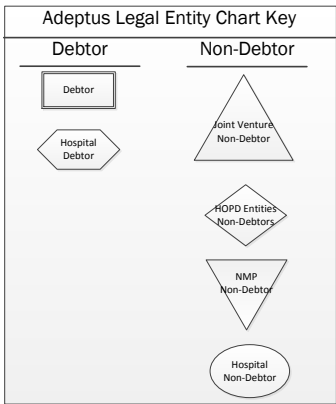 Adeptus Legal Entity Chart Key
Debtor
Non-Debtor
Debtor
Hospital
Debtor
Joint Venture
Non-Debtor
HOPD Entities
Non-Debtors
NMP
Non-Debtor
Hospital
Non-Debtor